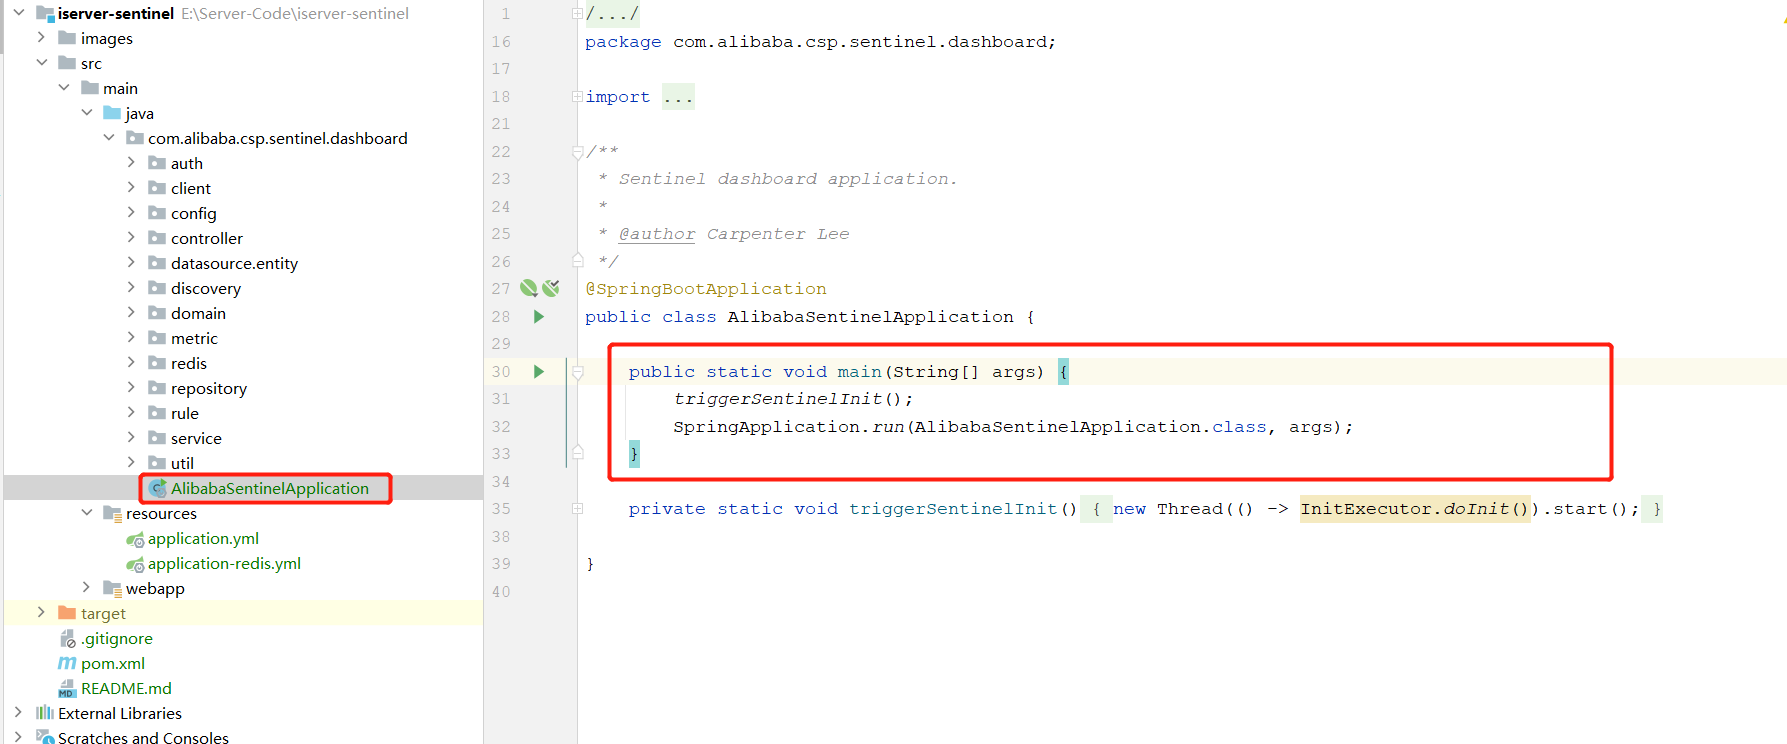 iserver-sentinel E:\Server-Code\iserver-sentinel
images
src
main
java
com.alibaba.csp.sentinel.dashboard
auth
client
config
controller
datasource.entity
discovery
domain
metric
redis
repository
rule
service
util
AlibabaSentinelApplication
resources
application.yml
application-redis.yml
webapp
target
.gitignore
pom.xml
README.md
External Libraries
Scratches and Consoles
1 /.../
16 package com.alibaba.csp.sentinel.dashboard;
17
18 import ...
21
22 /**
23 * Sentinel dashboard application.
24 *
25 * @author Carpenter Lee
26 */
27 @SpringBootApplication
28 public class AlibabaSentinelApplication {
29
30 public static void main(String[] args) {
31 triggerSentinelInit();
32 SpringApplication.run(AlibabaSentinelApplication.class, args);
33 }
34
35 private static void triggerSentinelInit() { new Thread(() -> InitExecutor.doInit()).start(); }
38
39 }
40